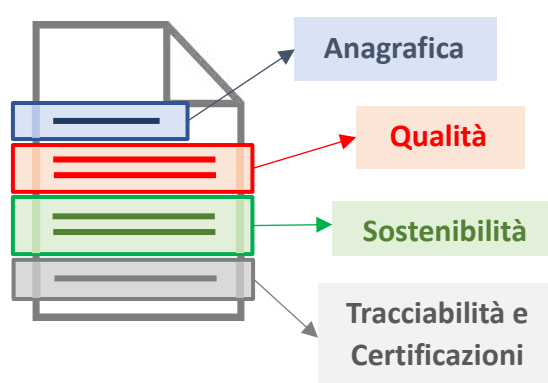 Anagrafica
Qualità
Sostenibilità
Tracciabilità e
Certificazioni